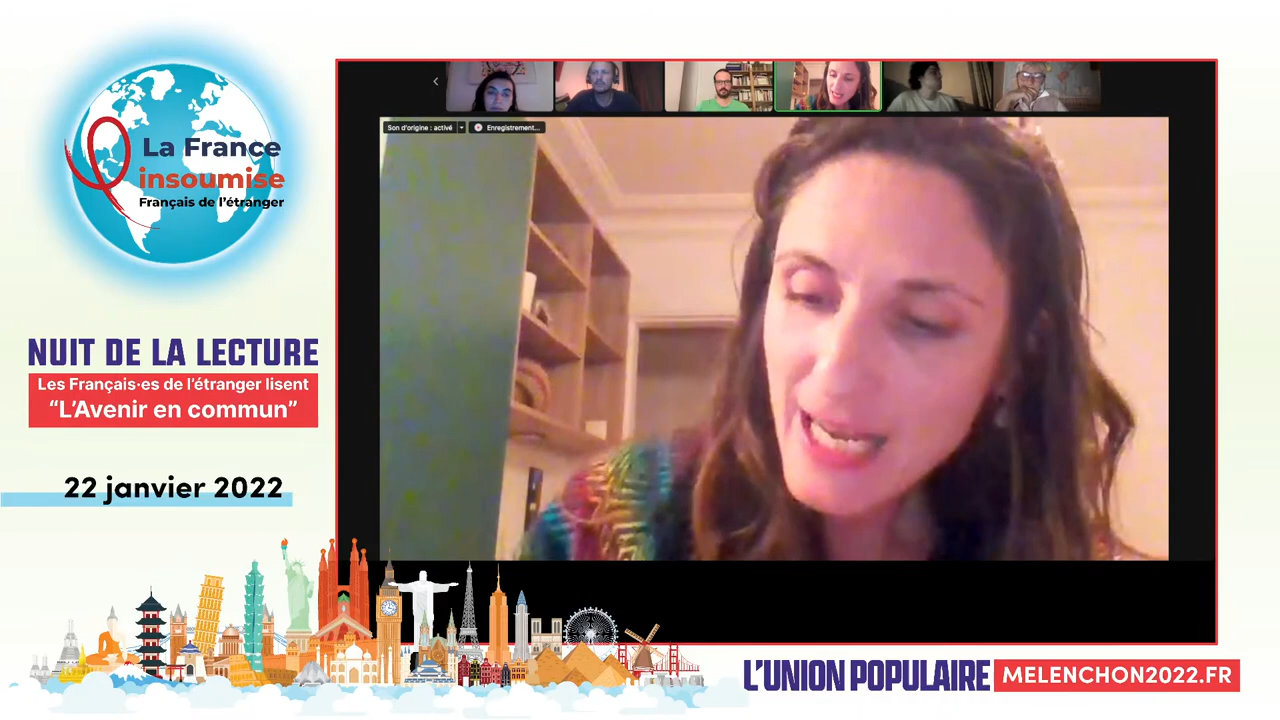 La France
insoumise
Français de l'étranger
NUIT DE LA LECTURE
Les Français·es de l'étranger lisent
“L'Avenir en commun”
22 janvier 2022
Son d'origine : activé
Enregistrement...
L'UNION POPULAIRE
MELENCHON2022.FR